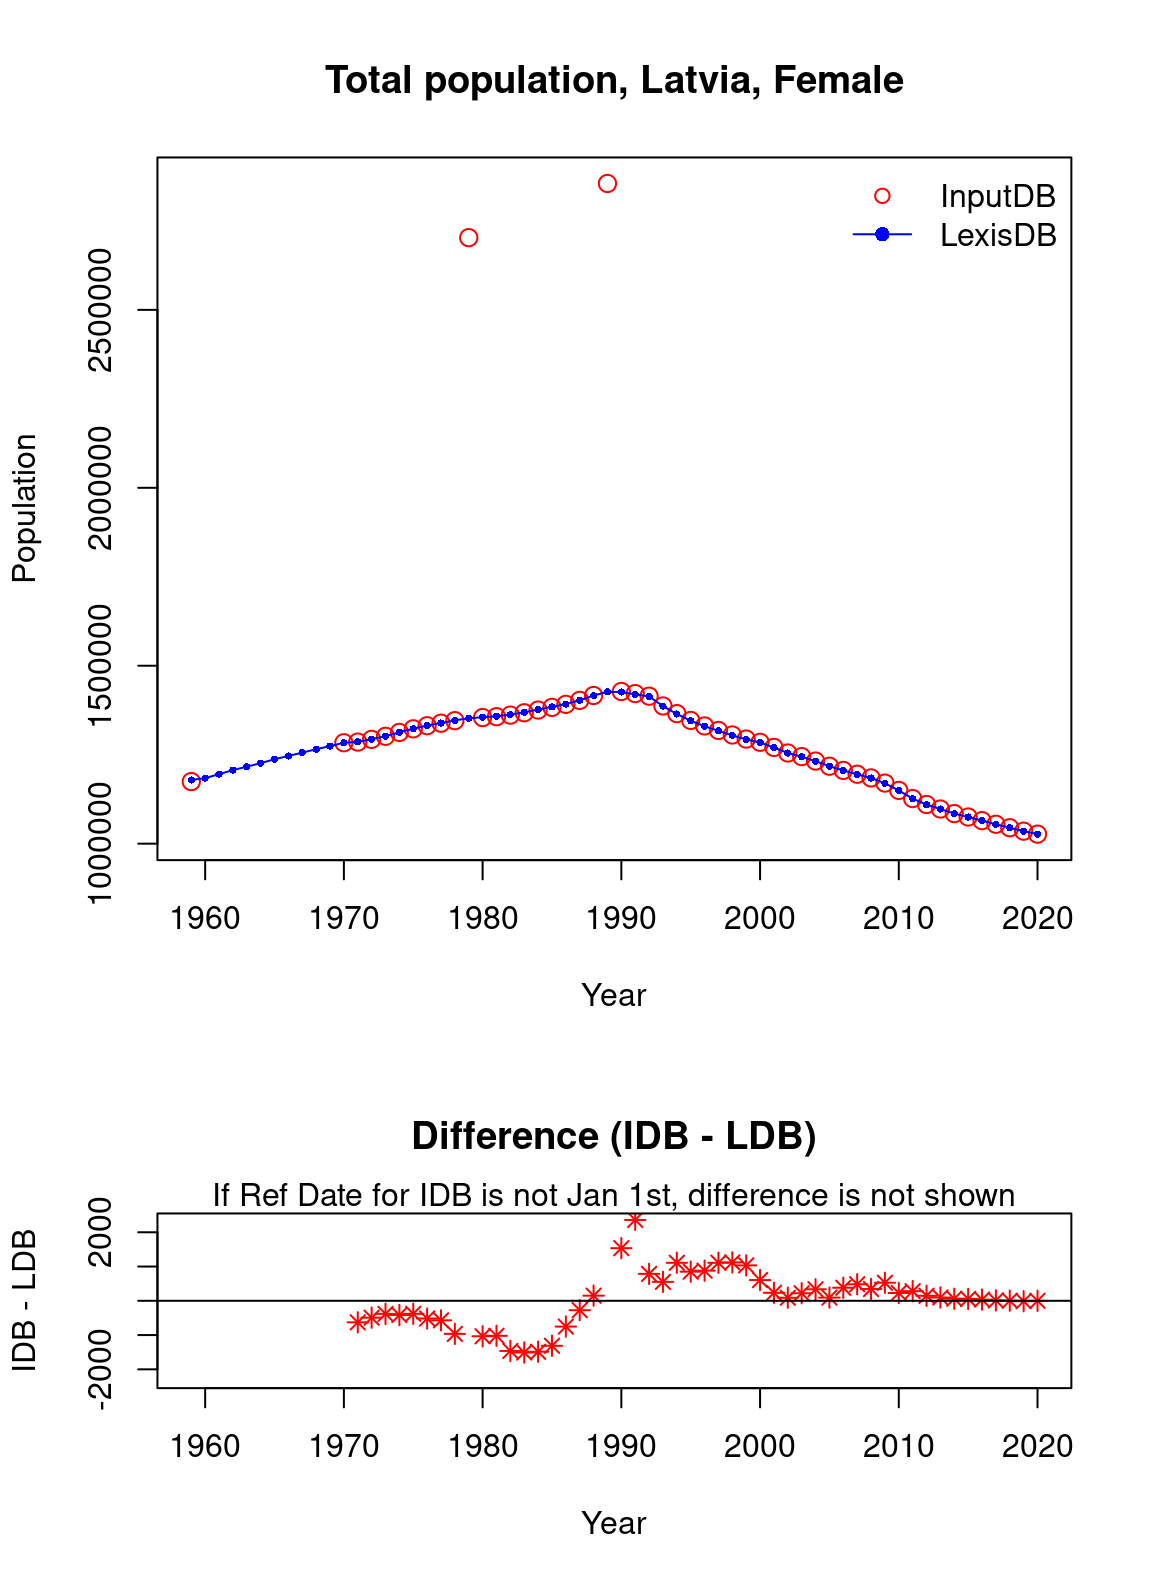 Total population, Latvia, Female
InputDB
LexisDB
Population
2500000
2000000
1500000
1000000
1960 1970 1980 1990 2000 2010 2020
Year
Difference (IDB - LDB)
If Ref Date for IDB is not Jan 1st, difference is not shown
IDB - LDB
2000
-2000
1960 1970 1980 1990 2000 2010 2020
Year